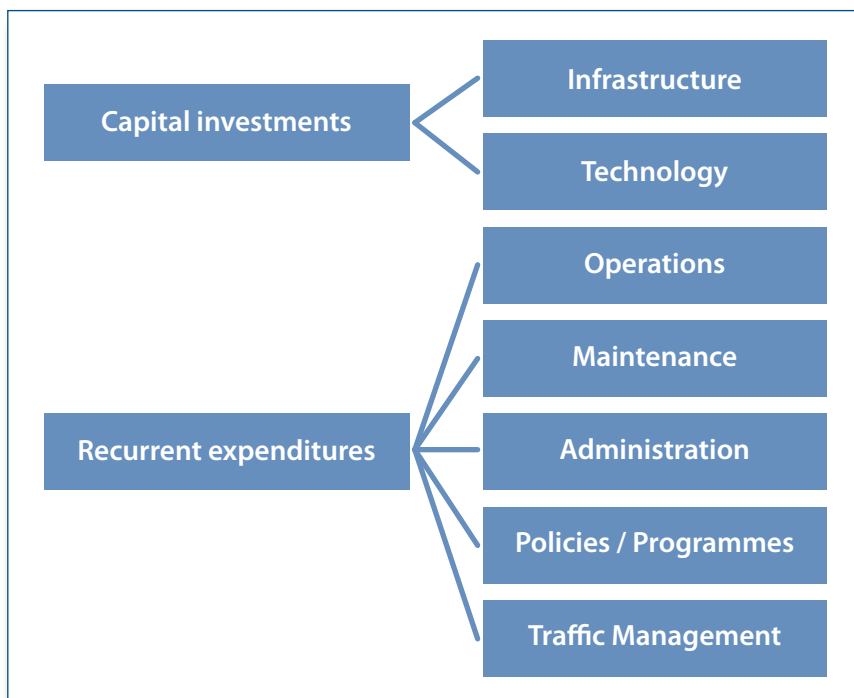 Capital investments
Infrastructure
Technology
Recurrent expenditures
Operations
Maintenance
Administration
Policies / Programmes
Traffic Management